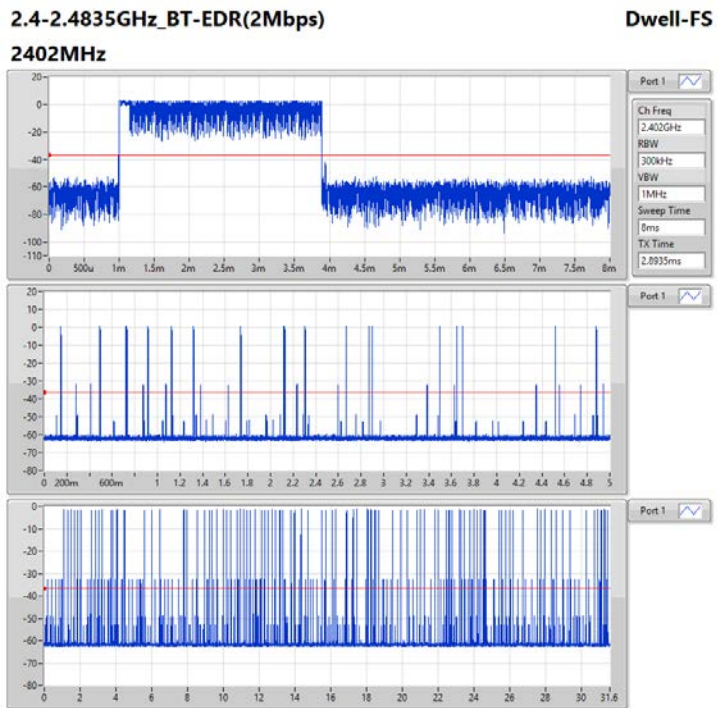 2.4-2.4835GHz_BT-EDR(2Mbps) Dwell-FS
2402MHz
20
0
-20
-40
-60
-80
-100
-110
0 500u 1m 1.5m 2m 2.5m 3m 3.5m 4m 4.5m 5m 5.5m 6m 6.5m 7m 7.5m 8m
Port 1
Ch Freq
2.402GHz
RBW
300kHz
VBW
1MHz
Sweep Time
8ms
TX Time
2.8935ms
20
10
0
-10
-20
-30
-40
-50
-60
-70
-80
0 200m 600m 1 1.2 1.4 1.6 1.8 2 2.2 2.4 2.6 2.8 3 3.2 3.4 3.6 3.8 4 4.2 4.4 4.6 4.8 5
Port 1
0
-10
-20
-30
-40
-50
-60
-70
-80
0 2 4 6 8 10 12 14 16 18 20 22 24 26 28 30 31.6
Port 1